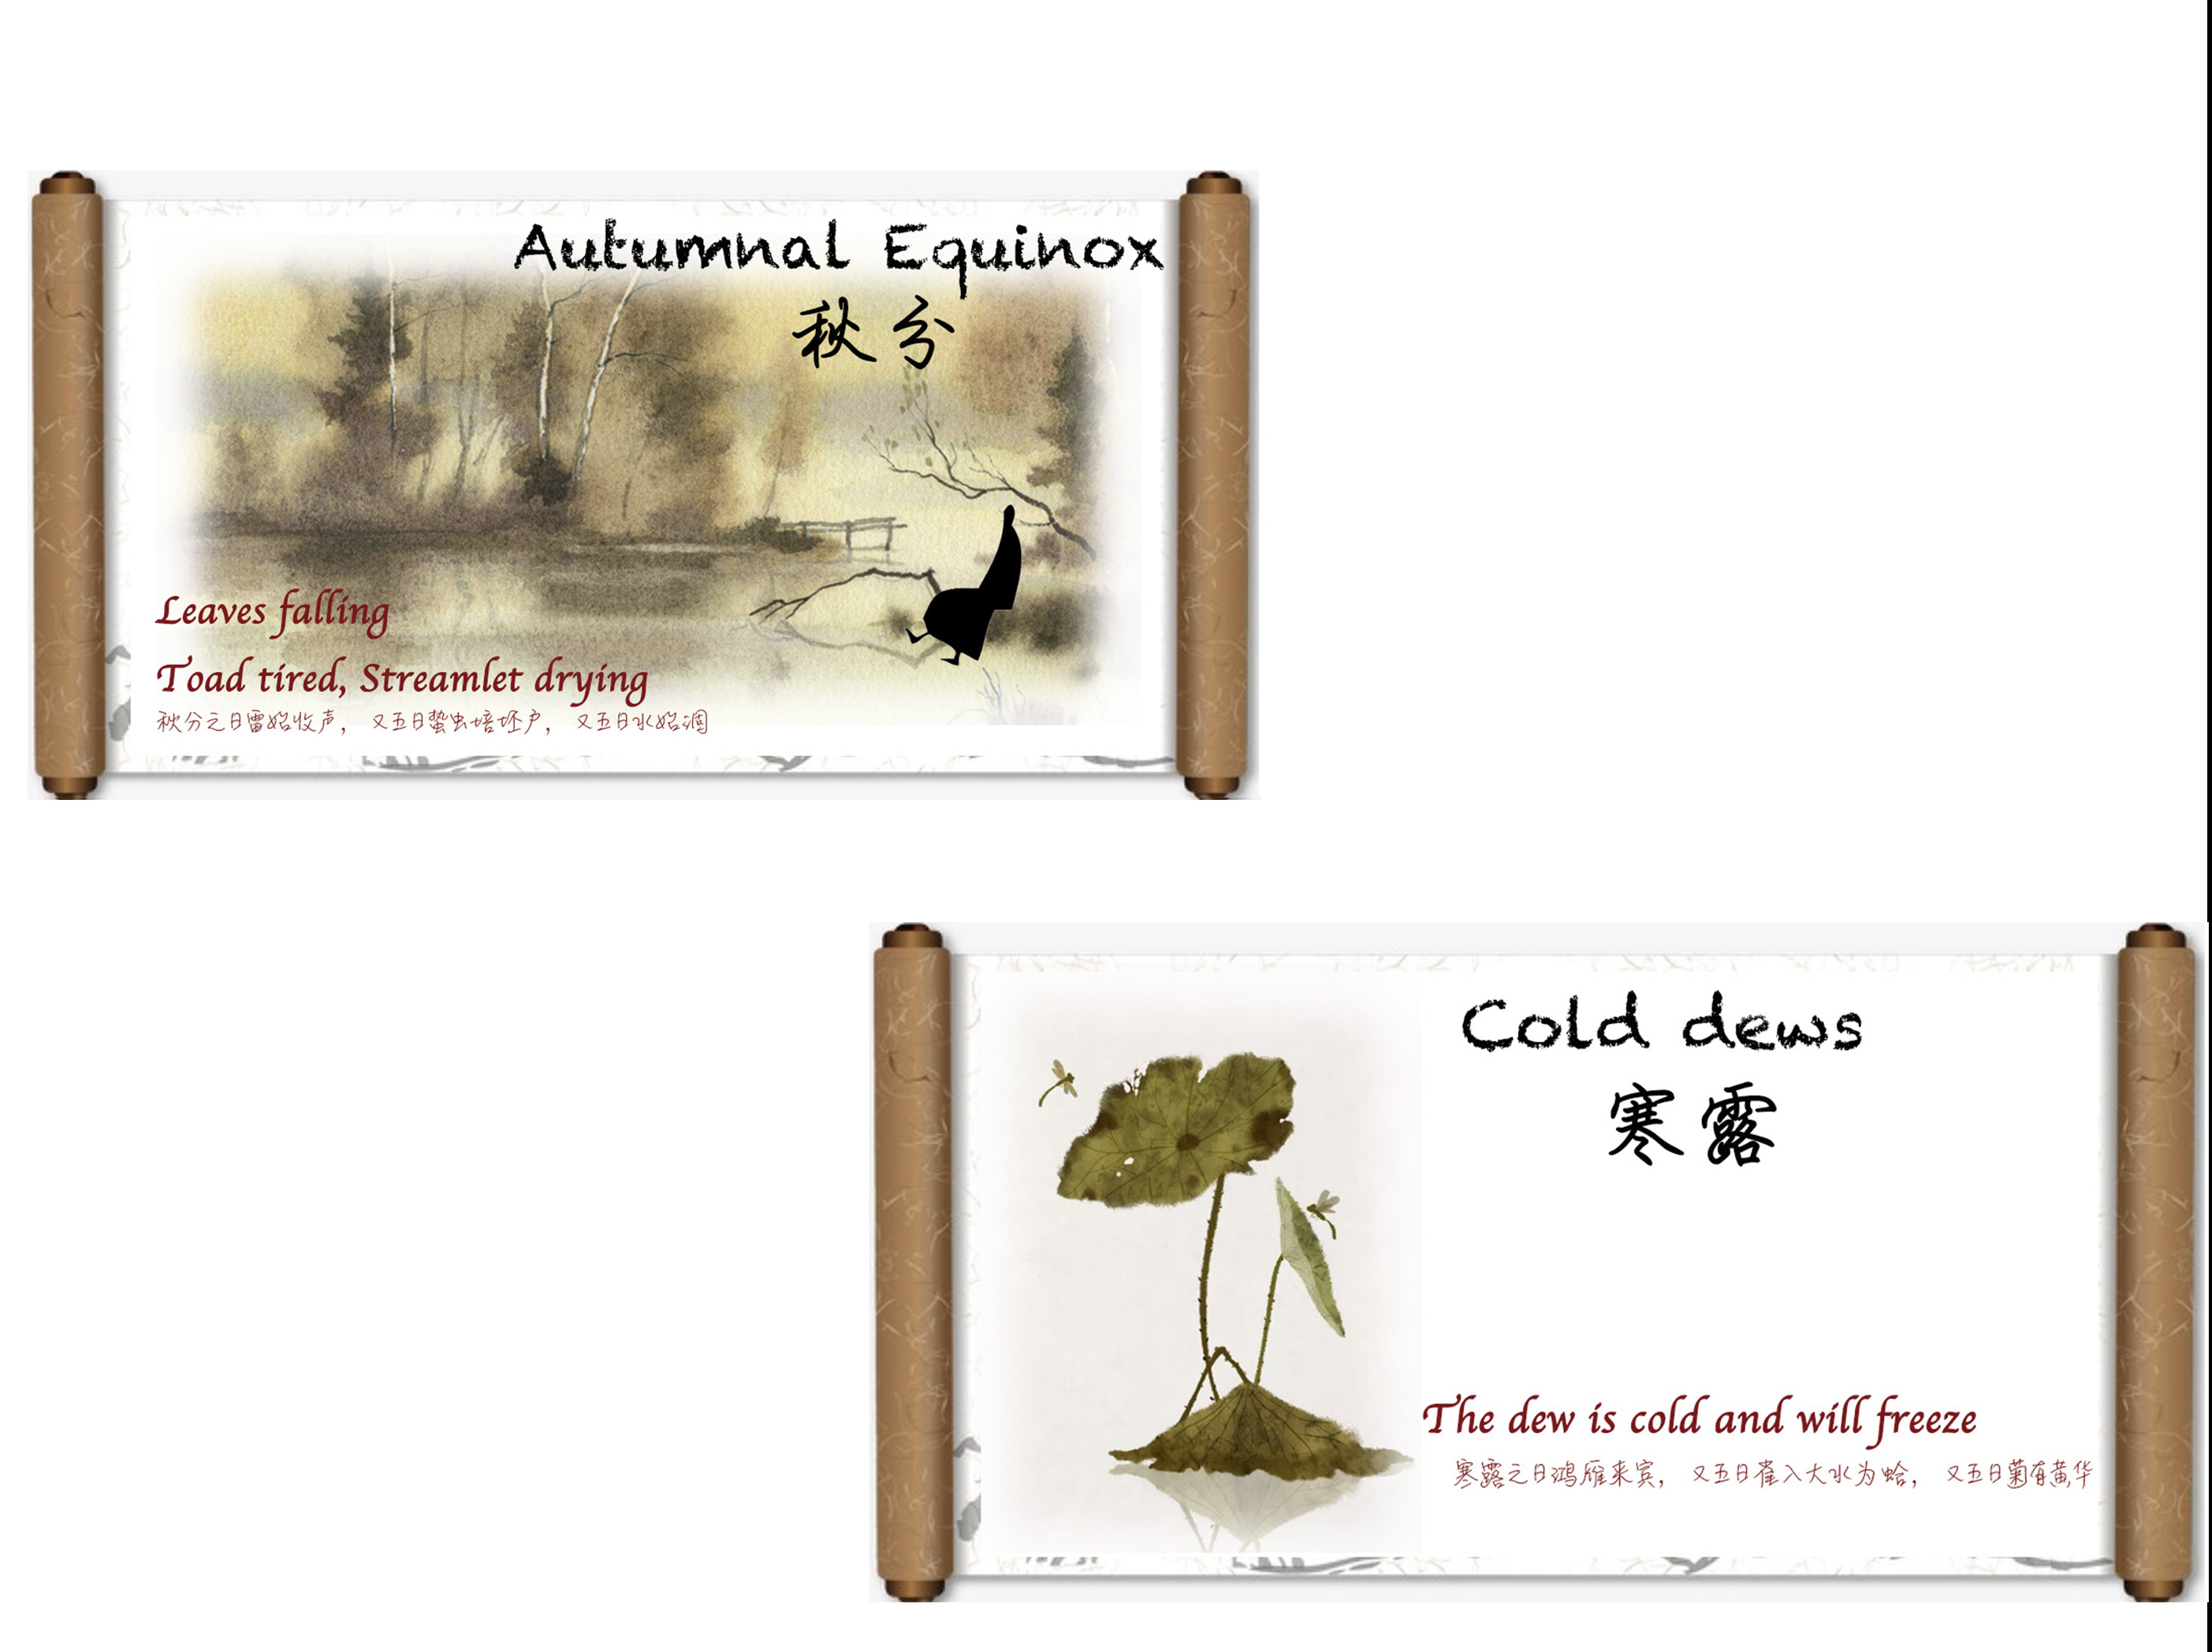 Autumnal Equinox
秋分
Leaves falling
Toad tired, Streamlet drying
秋分之日雷始收声， 又五日蛰虫培坯户， 又五日水始涸
Cold dews
寒露
The dew is cold and will freeze
寒露之日鸿雁来宾， 又五日雀入大水为蛤， 又五日菊有黄华